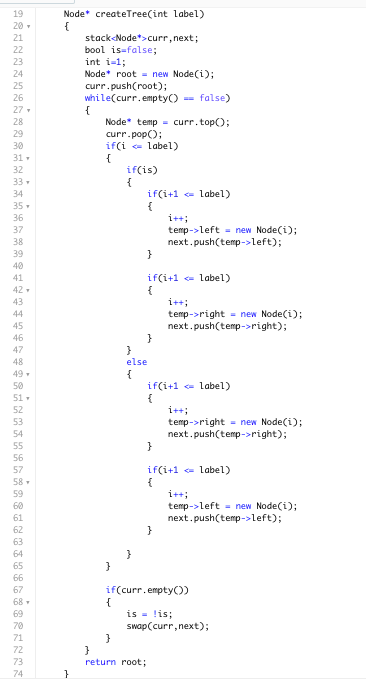 19 Node* createTree(int label)
20 {
21 stack<Node*>curr,next;
22 bool is=false;
23 int i=1;
24 Node* root = new Node(i);
25 curr.push(root);
26 while(curr.empty() == false)
27 {
28 Node* temp = curr.top();
29 curr.pop();
30 if(i <= label)
31 {
32 if(is)
33 {
34 if(i+1 <= label)
35 {
36 i++;
37 temp->left = new Node(i);
38 next.push(temp->left);
39 }
40
41 if(i+1 <= label)
42 {
43 i++;
44 temp->right = new Node(i);
45 next.push(temp->right);
46 }
47 }
48 else
49 {
50 if(i+1 <= label)
51 {
52 i++;
53 temp->right = new Node(i);
54 next.push(temp->right);
55 }
56
57 if(i+1 <= label)
58 {
59 i++;
60 temp->left = new Node(i);
61 next.push(temp->left);
62 }
63
64 }
65 }
66
67 if(curr.empty())
68 {
69 is = !is;
70 swap(curr,next);
71 }
72 }
73 return root;
74 }